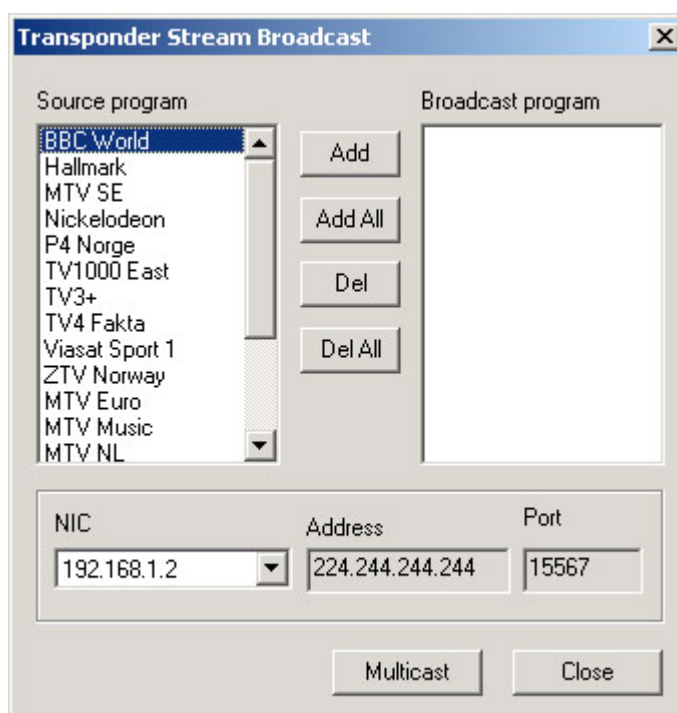 Transponder Stream Broadcast
Source program
Broadcast program
BBC World
Hallmark
MTV SE
Nickelodeon
P4 Norge
TV1000 East
TV3+
TV4 Fakta
Viasat Sport 1
ZTV Norway
MTV Euro
MTV Music
MTV NL
Add
Add All
Del
Del All
NIC
Address
Port
192.168.1.2
224.244.244.244
15567
Multicast
Close